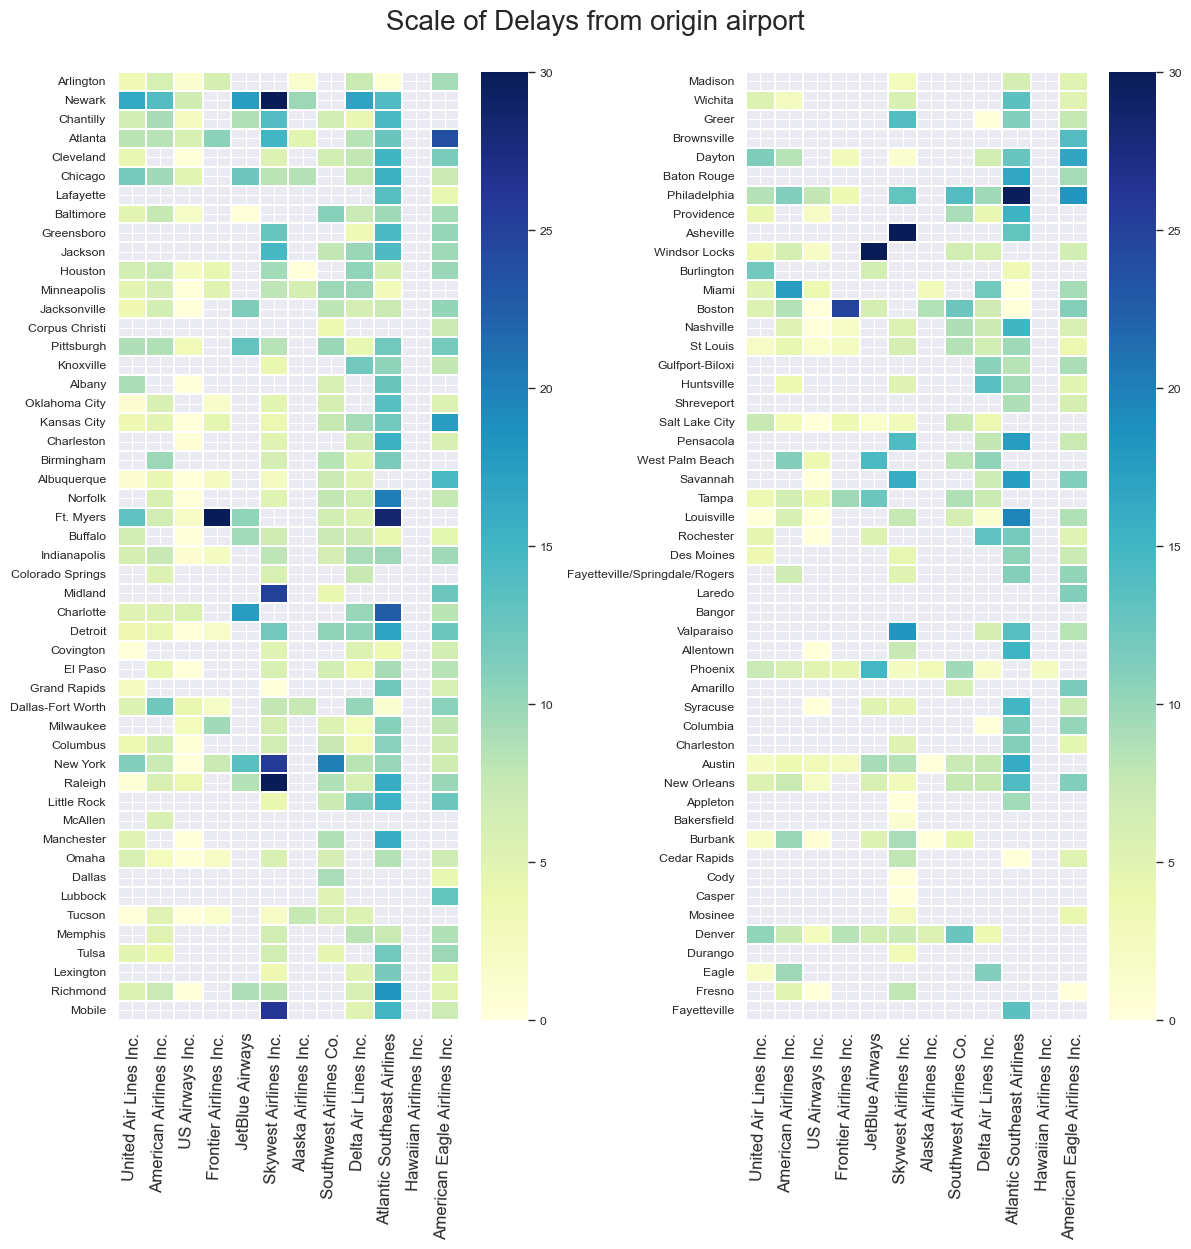 Scale of Delays from origin airport
Arlington
Newark
Chantilly
Atlanta
Cleveland
Chicago
Lafayette
Baltimore
Greensboro
Jackson
Houston
Minneapolis
Jacksonville
Corpus Christi
Pittsburgh
Knoxville
Albany
Oklahoma City
Kansas City
Charleston
Birmingham
Albuquerque
Norfolk
Ft. Myers
Buffalo
Indianapolis
Colorado Springs
Midland
Charlotte
Detroit
Covington
El Paso
Grand Rapids
Dallas-Fort Worth
Milwaukee
Columbus
New York
Raleigh
Little Rock
McAllen
Manchester
Omaha
Dallas
Lubbock
Tucson
Memphis
Tulsa
Lexington
Richmond
Mobile
United Air Lines Inc.
American Airlines Inc.
US Airways Inc.
Frontier Airlines Inc.
JetBlue Airways
Skywest Airlines Inc.
Alaska Airlines Inc.
Southwest Airlines Co.
Delta Air Lines Inc.
Atlantic Southeast Airlines
Hawaiian Airlines Inc.
American Eagle Airlines Inc.
30
25
20
15
10
5
0
Madison
Wichita
Greer
Brownsville
Dayton
Baton Rouge
Philadelphia
Providence
Asheville
Windsor Locks
Burlington
Miami
Boston
Nashville
St Louis
Gulfport-Biloxi
Huntsville
Shreveport
Salt Lake City
Pensacola
West Palm Beach
Savannah
Tampa
Louisville
Rochester
Des Moines
Fayetteville/Springdale/Rogers
Laredo
Bangor
Valparaiso
Allentown
Phoenix
Amarillo
Syracuse
Columbia
Charleston
Austin
New Orleans
Appleton
Bakersfield
Burbank
Cedar Rapids
Cody
Casper
Mosinee
Denver
Durango
Eagle
Fresno
Fayetteville
United Air Lines Inc.
American Airlines Inc.
US Airways Inc.
Frontier Airlines Inc.
JetBlue Airways
Skywest Airlines Inc.
Alaska Airlines Inc.
Southwest Airlines Co.
Delta Air Lines Inc.
Atlantic Southeast Airlines
Hawaiian Airlines Inc.
American Eagle Airlines Inc.
30
25
20
15
10
5
0